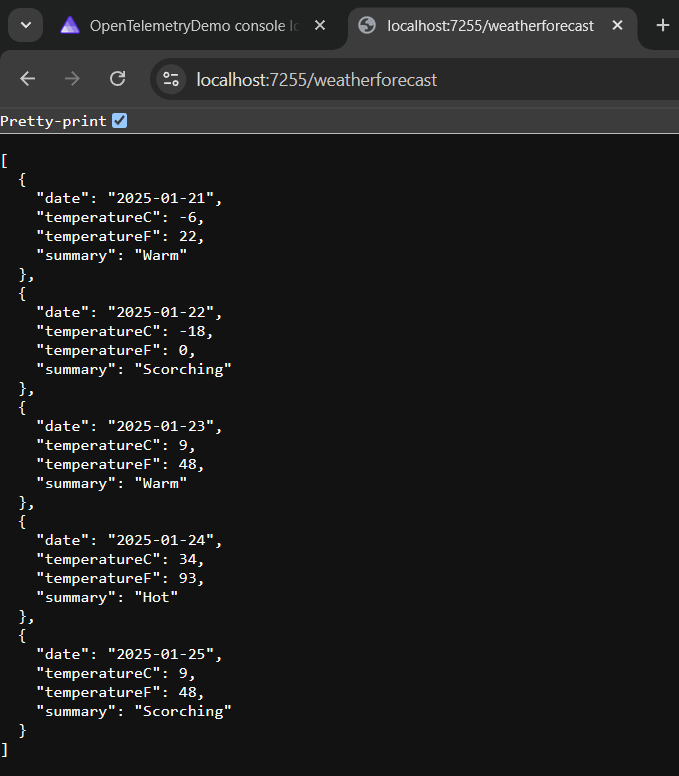 OpenTelemetryDemo console lo
localhost:7255/weatherforecast
localhost:7255/weatherforecast
Pretty-print
[
  {
    "date": "2025-01-21",
    "temperatureC": -6,
    "temperatureF": 22,
    "summary": "Warm"
  },
  {
    "date": "2025-01-22",
    "temperatureC": -18,
    "temperatureF": 0,
    "summary": "Scorching"
  },
  {
    "date": "2025-01-23",
    "temperatureC": 9,
    "temperatureF": 48,
    "summary": "Warm"
  },
  {
    "date": "2025-01-24",
    "temperatureC": 34,
    "temperatureF": 93,
    "summary": "Hot"
  },
  {
    "date": "2025-01-25",
    "temperatureC": 9,
    "temperatureF": 48,
    "summary": "Scorching"
  }
]